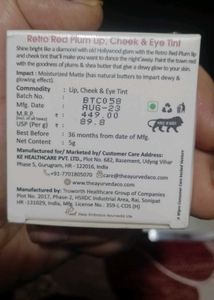 Retro Red Plum Lip, Cheek & Eye Tint
Shine bright like a diamond with old Hollywood glam with the Retro Red Plum lip
and cheek tint that'll make you want to dance the night away. Paint the town red
with the goodness of plums & shea butter that give a dewy glow to your skin.
Impact : Moisturized Matte (has natural butters to impart dewy &
glowing effect).
Commodity : Lip, Cheek & Eye Tint
Batch No. : BTC058
Mfg. Date : AUG-23
M.R.P. : 449.00
USP (Per g) : 89.8
Best Before : 36 months from date of Mfg.
Net Content : 5g
Manufactured for/ Marketed by/ Customer Care Address:
KE HEALTHCARE PVT. LTD., Plot No. 682, Basement, Udyog Vihar
Phase 5, Gurugram, HR - 122016, INDIA
+91-7701805070 care@theayurvedaco.com
www.theayurvedaco.com
Manufactured by: Truworth Healthcare Group of Companies
Plot No. 2017, Phase-2, HSIIDC Industrial Area, Rai, Sonipat
HR - 131029, India, Mfg. License No.: 359-L-COS (H)